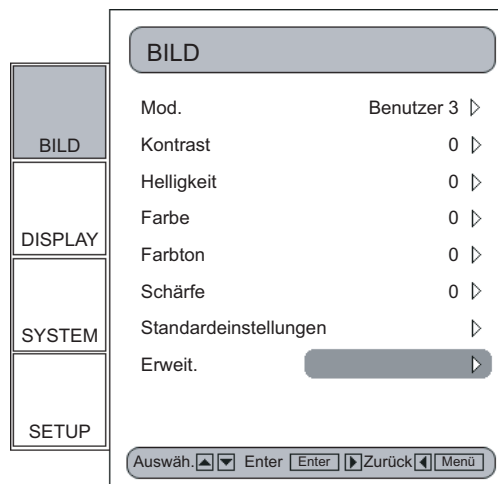 BILD
BILD
DISPLAY
SYSTEM
SETUP
Mod. Benutzer 3
Kontrast 0
Helligkeit 0
Farbe 0
Farbton 0
Schärfe 0
Standardeinstellungen
Erweit.
Auswäh. Enter Enter Zurück Menü